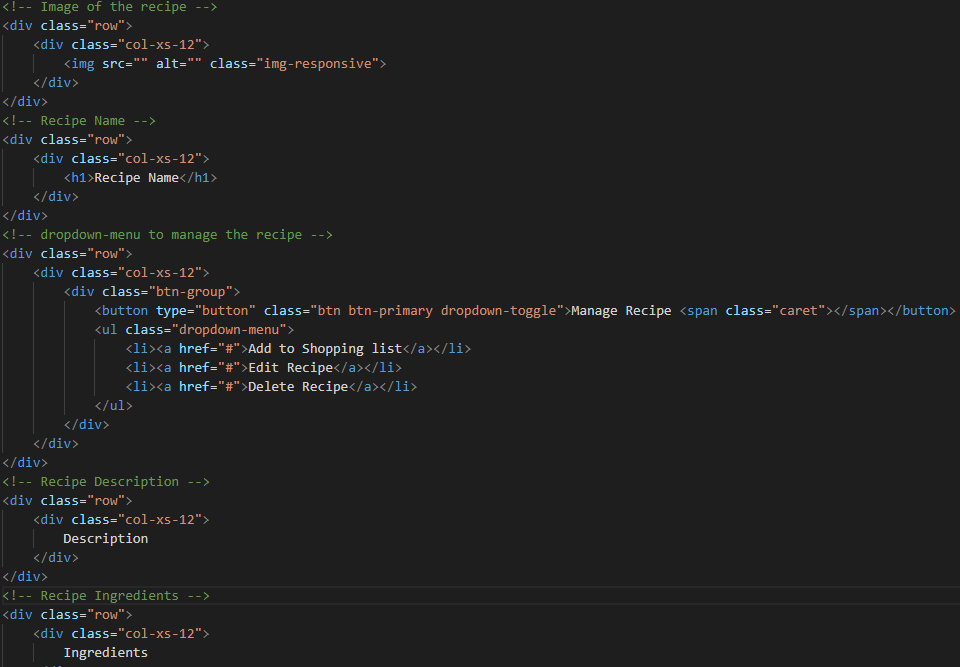 <!-- Image of the recipe -->
<div class="row">
    <div class="col-xs-12">
        <img src="" alt="" class="img-responsive">
    </div>
</div>
<!-- Recipe Name -->
<div class="row">
    <div class="col-xs-12">
        <h1>Recipe Name</h1>
    </div>
</div>
<!-- dropdown-menu to manage the recipe -->
<div class="row">
    <div class="col-xs-12">
        <div class="btn-group">
            <button type="button" class="btn btn-primary dropdown-toggle">Manage Recipe <span class="caret"></span></button>
            <ul class="dropdown-menu">
                <li><a href="#">Add to Shopping list</a></li>
                <li><a href="#">Edit Recipe</a></li>
                <li><a href="#">Delete Recipe</a></li>
            </ul>
        </div>
    </div>
</div>
<!-- Recipe Description -->
<div class="row">
    <div class="col-xs-12">
        Description
    </div>
</div>
<!-- Recipe Ingredients -->
<div class="row">
    <div class="col-xs-12">
        Ingredients